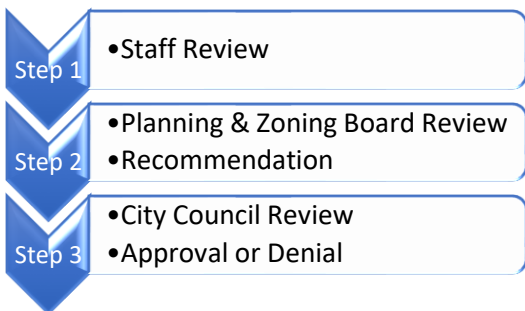 Step 1
•Staff Review
Step 2
•Planning & Zoning Board Review
•Recommendation
Step 3
•City Council Review
•Approval or Denial